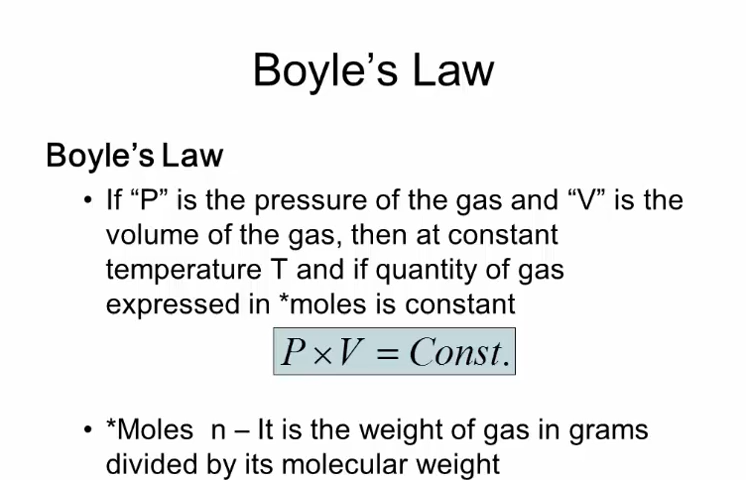 Boyle's Law
Boyle's Law
• If “P” is the pressure of the gas and “V” is the
volume of the gas, then at constant
temperature T and if quantity of gas
expressed in *moles is constant
P × V = Const.
• *Moles n – It is the weight of gas in grams
divided by its molecular weight